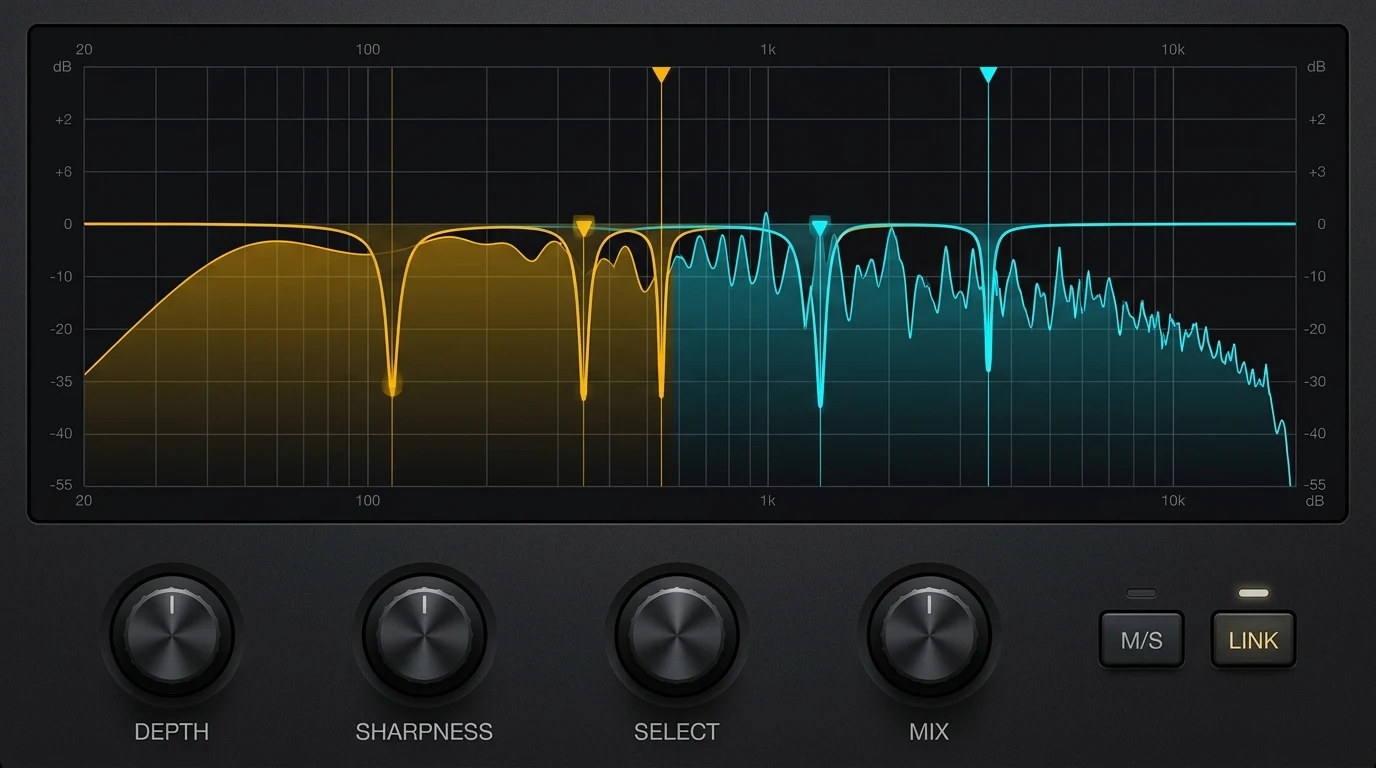 20 100 1k 10k
dB dB
+2 +2
+6 +3
0 0
-10 -10
-20 -20
-35 -30
-40 -40
-55 -55
20 100 1k 10k dB
DEPTH SHARPNESS SELECT MIX M/S LINK